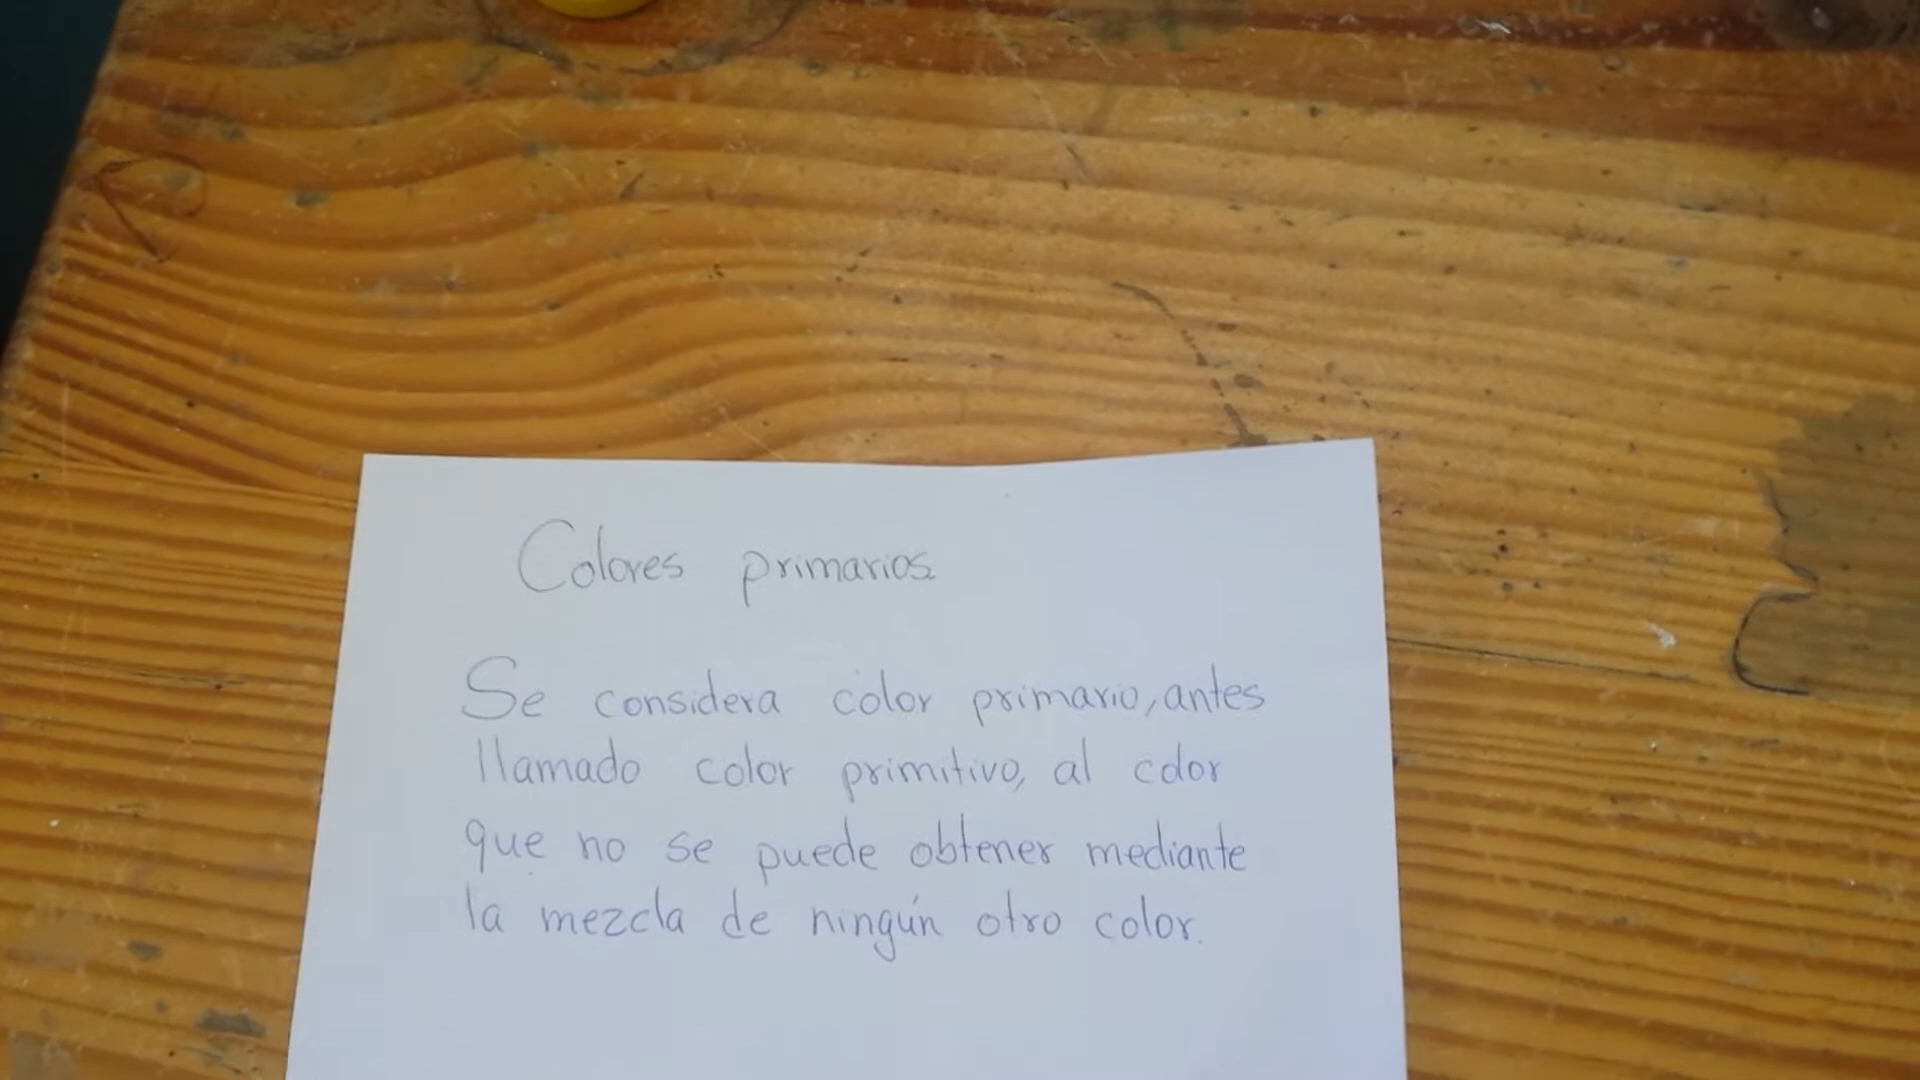 Colores primarios.
Se considera color primario, antes
llamado color primitivo, al color
que no se puede obtener mediante
la mezcla de ningún otro color.